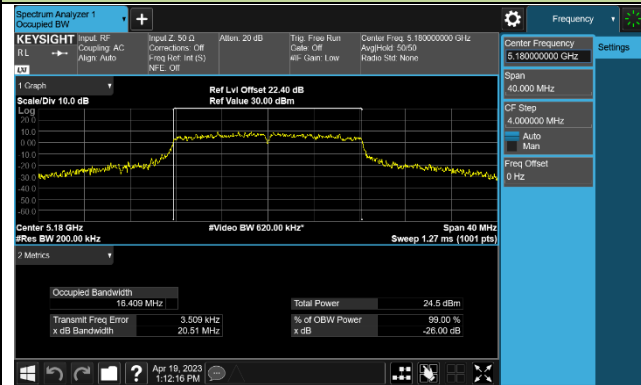 Spectrum Analyzer 1
Occupied BW
+
Frequency
KEYSIGHT
RL
LXI
Input: RF
Coupling: AC
Align: Auto
Input Z: 50 Ω
Corrections: Off
Freq Ref: Int (S)
NFE: Off
Atten: 20 dB
Trig: Free Run
Gate: Off
#IF Gain: Low
Center Freq: 5.180000000 GHz
Avg|Hold: 50/50
Radio Std: None
Center Frequency
5.180000000 GHz
Settings
Span
40.000 MHz
CF Step
4.000000 MHz
Auto
Man
Freq Offset
0 Hz
1 Graph
Scale/Div 10.0 dB
Ref Lvl Offset 22.40 dB
Ref Value 30.00 dBm
Log
20.0
10.0
0.00
-10.0
-20.0
-30.0
-40.0
-50.0
-60.0
Center 5.18 GHz
#Video BW 620.00 kHz*
Span 40 MHz
#Res BW 200.00 kHz
Sweep 1.27 ms (1001 pts)
2 Metrics
Occupied Bandwidth
16.409 MHz
Total Power
24.5 dBm
Transmit Freq Error
3.509 kHz
% of OBW Power
99.00 %
x dB Bandwidth
20.51 MHz
x dB
-26.00 dB
?
Apr 19, 2023
1:12:16 PM